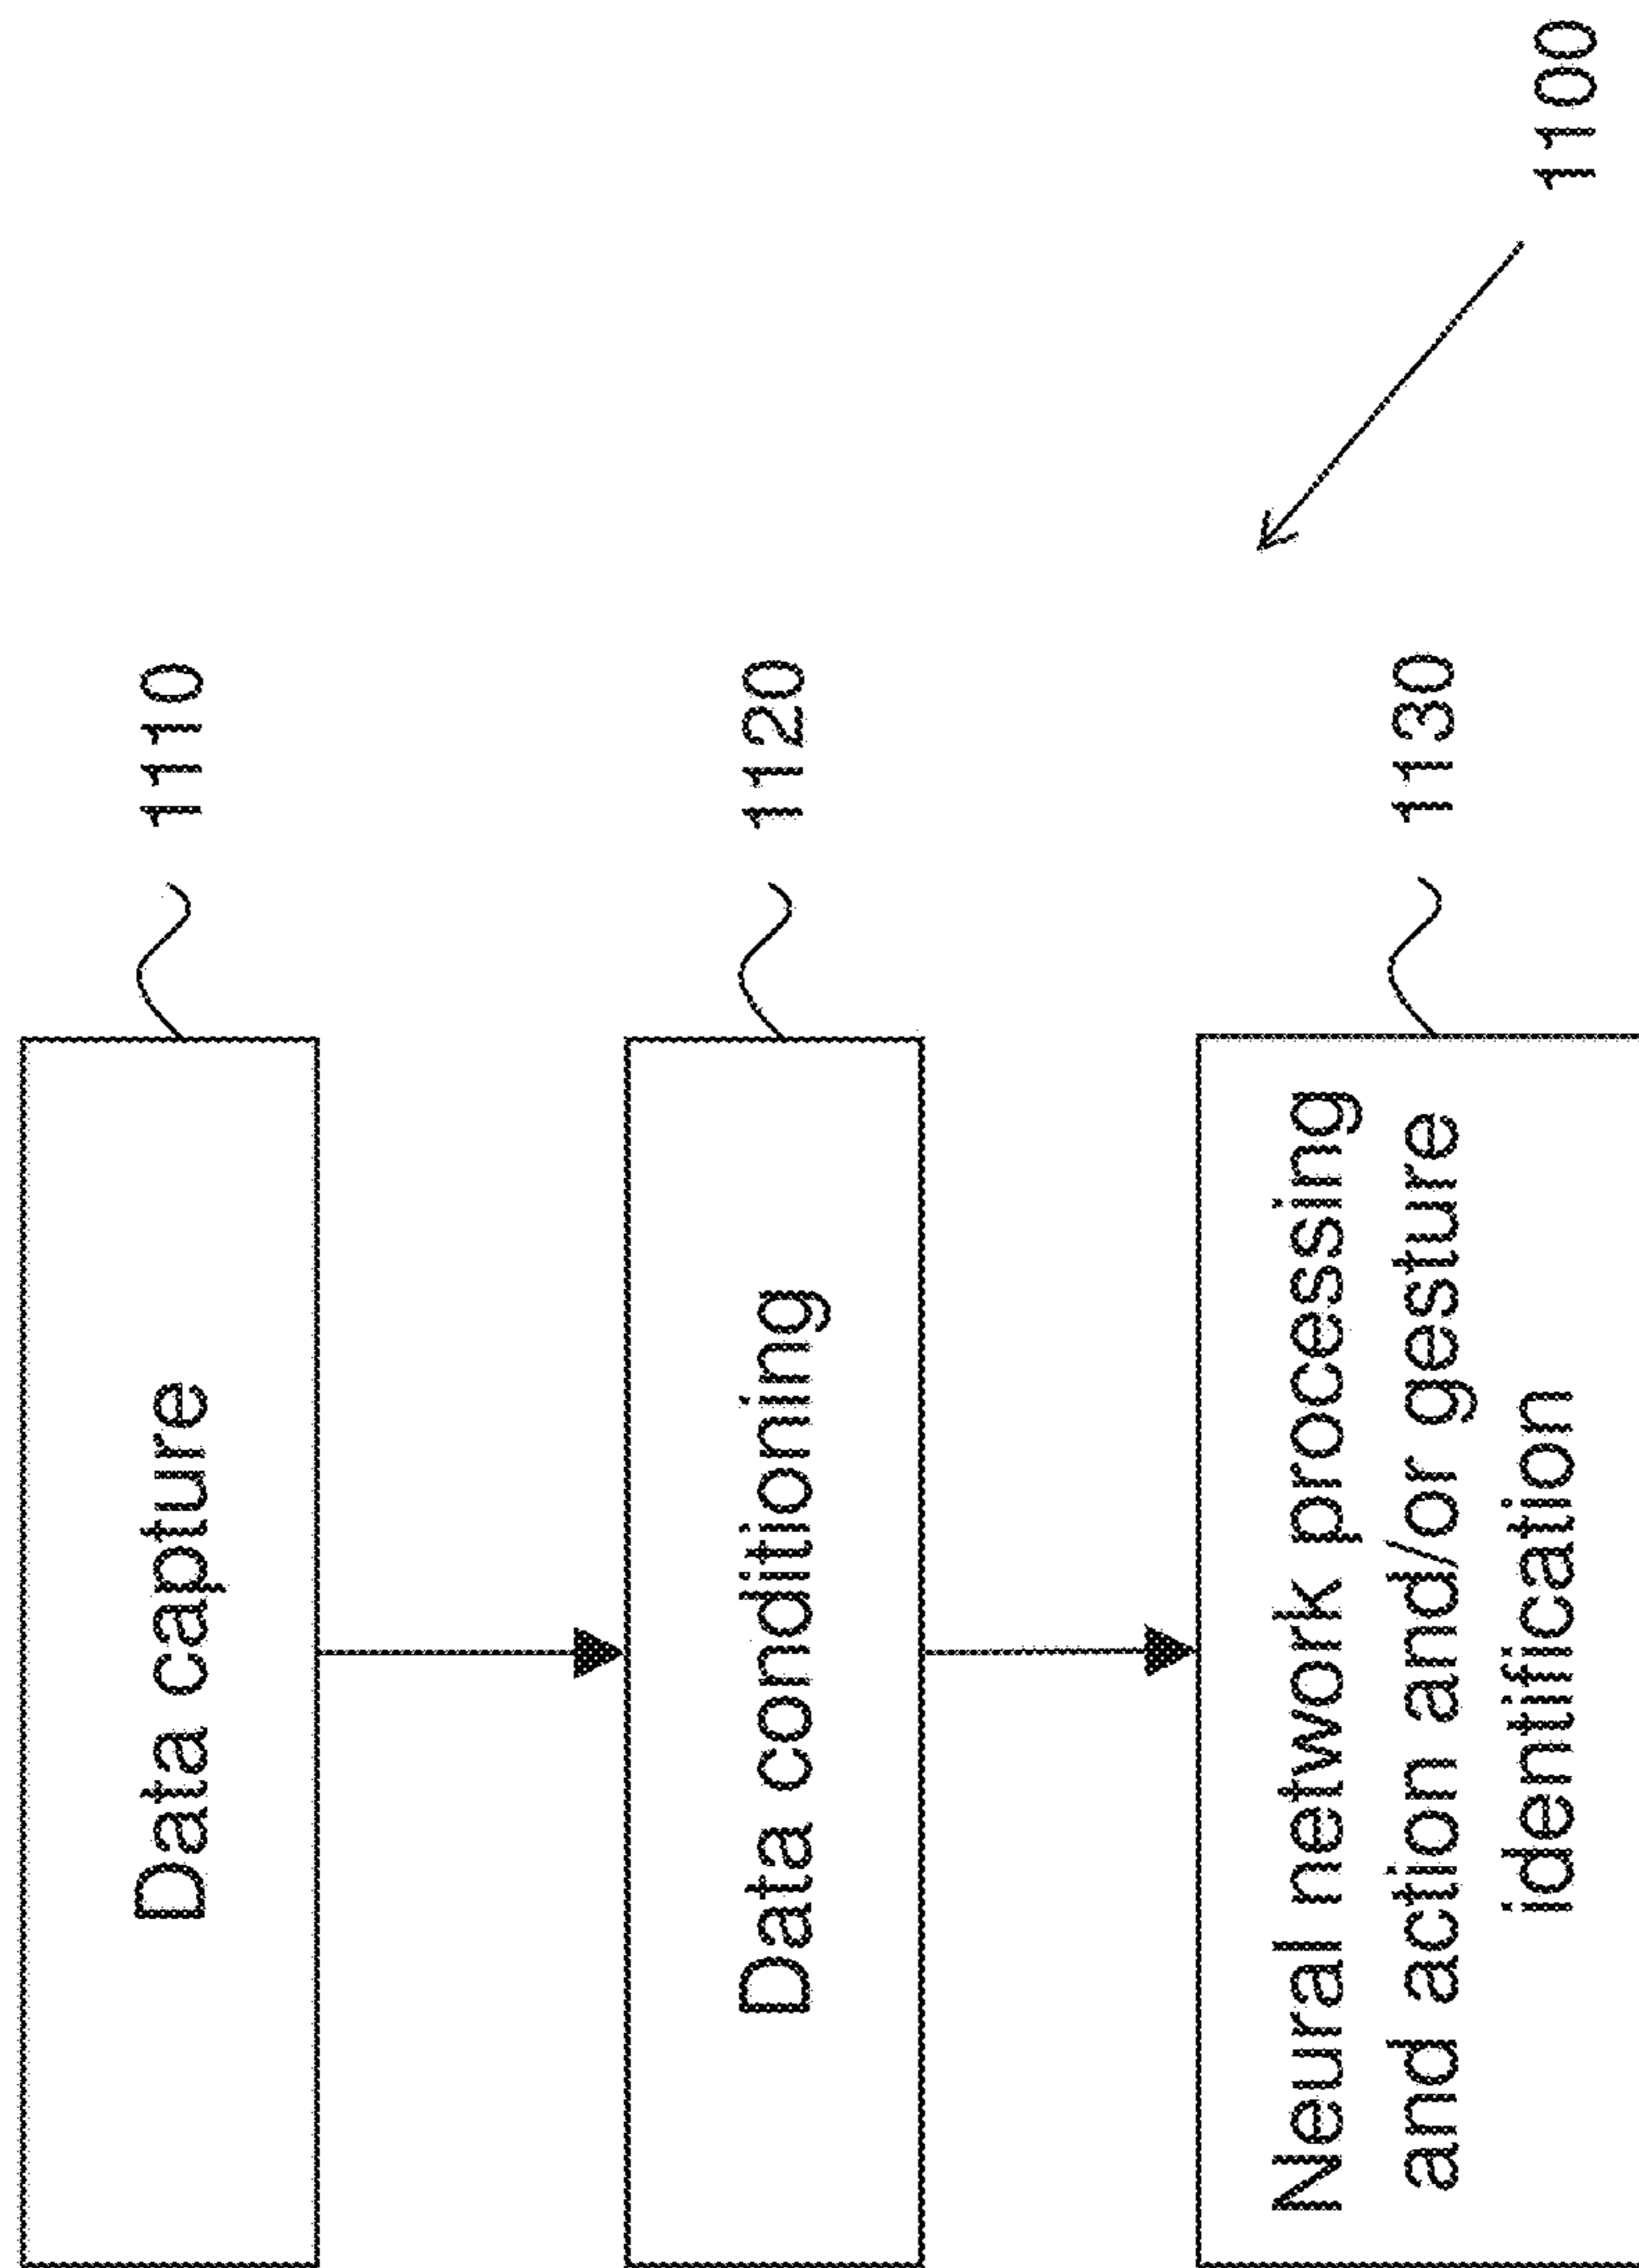 Data capture
1110
Data conditioning
1120
Neural network processing
and action and/or gesture
identification
1130
1100